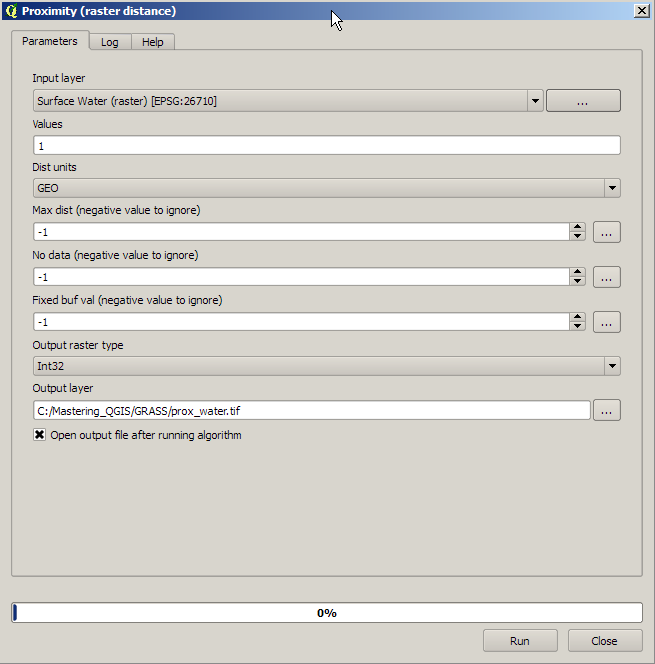 Proximity (raster distance)
Parameters Log Help
Input layer
Surface Water (raster) [EPSG:26710] ...
Values
1
Dist units
GEO
Max dist (negative value to ignore)
-1 ...
No data (negative value to ignore)
-1 ...
Fixed buf val (negative value to ignore)
-1 ...
Output raster type
Int32
Output layer
C:/Mastering_QGIS/GRASS/prox_water.tif ...
Open output file after running algorithm
0%
Run Close